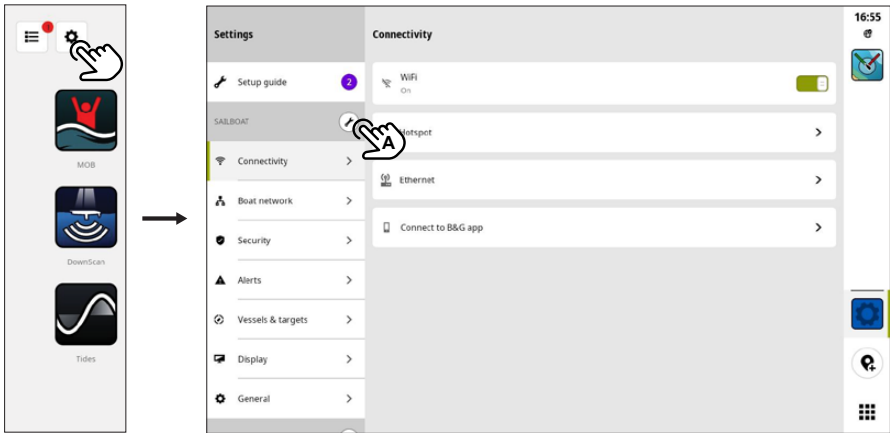 MOB
DownScan
Tides
Settings
Setup guide
2
SAILBOAT
A
Connectivity
Boat network
Security
Alerts
Vessels & targets
Display
General
Connectivity
WiFi
On
Hotspot
Ethernet
Connect to B&G app
16:55